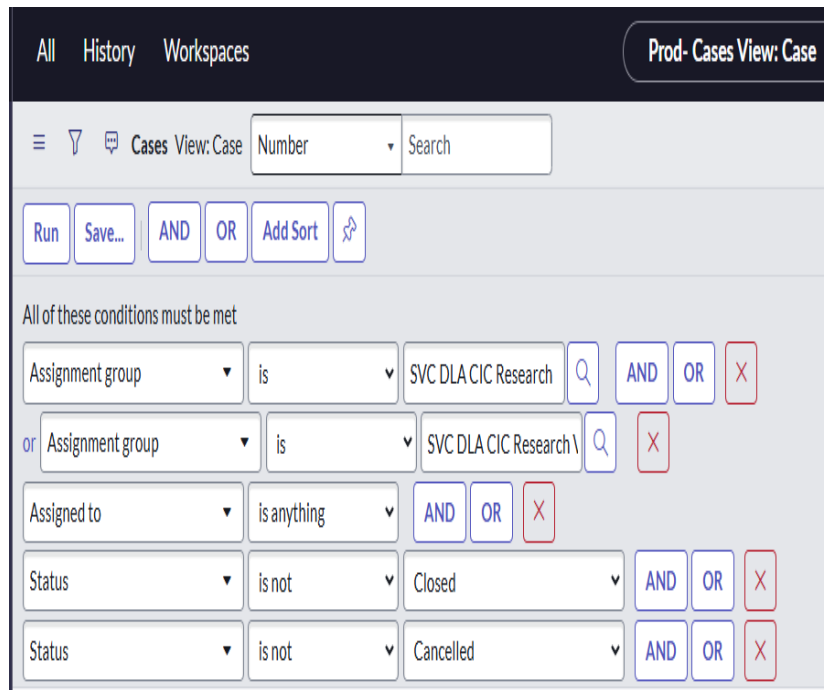 All History Workspaces Prod- Cases View: Case
Cases View: Case Number Search
Run Save... AND OR Add Sort
All of these conditions must be met
Assignment group is SVC DLA CIC Research AND OR X
or Assignment group is SVC DLA CIC Research X
Assigned to is anything AND OR X
Status is not Closed AND OR X
Status is not Cancelled AND OR X